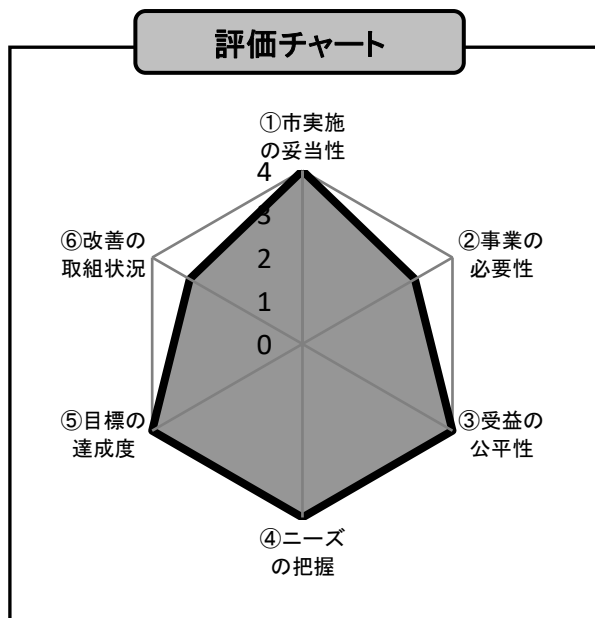 評価チャート
①市実施
の妥当性
4
3
2
1
0
②事業の
必要性
③受益の
公平性
④ニーズ
の把握
⑤目標の
達成度
⑥改善の
取組状況